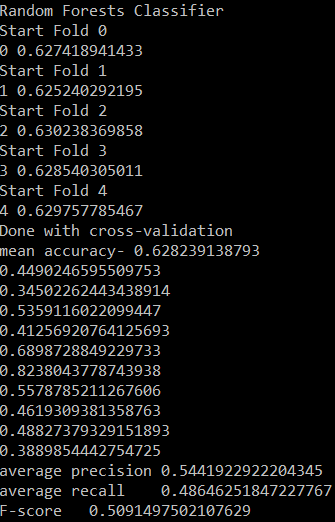 Random Forests Classifier
Start Fold 0
0 0.627418941433
Start Fold 1
1 0.625240292195
Start Fold 2
2 0.630238369858
Start Fold 3
3 0.628540305011
Start Fold 4
4 0.629757785467
Done with cross-validation
mean accuracy- 0.628239138793
0.4490246595509753
0.34502262443438914
0.5359116022099447
0.41256920764125693
0.6898728849229733
0.8238043778743938
0.5578785211267606
0.4619309381358763
0.48827379329151893
0.3889854442754725
average precision 0.5441922922204345
average recall    0.48646251847227767
F-score   0.5091497502107629